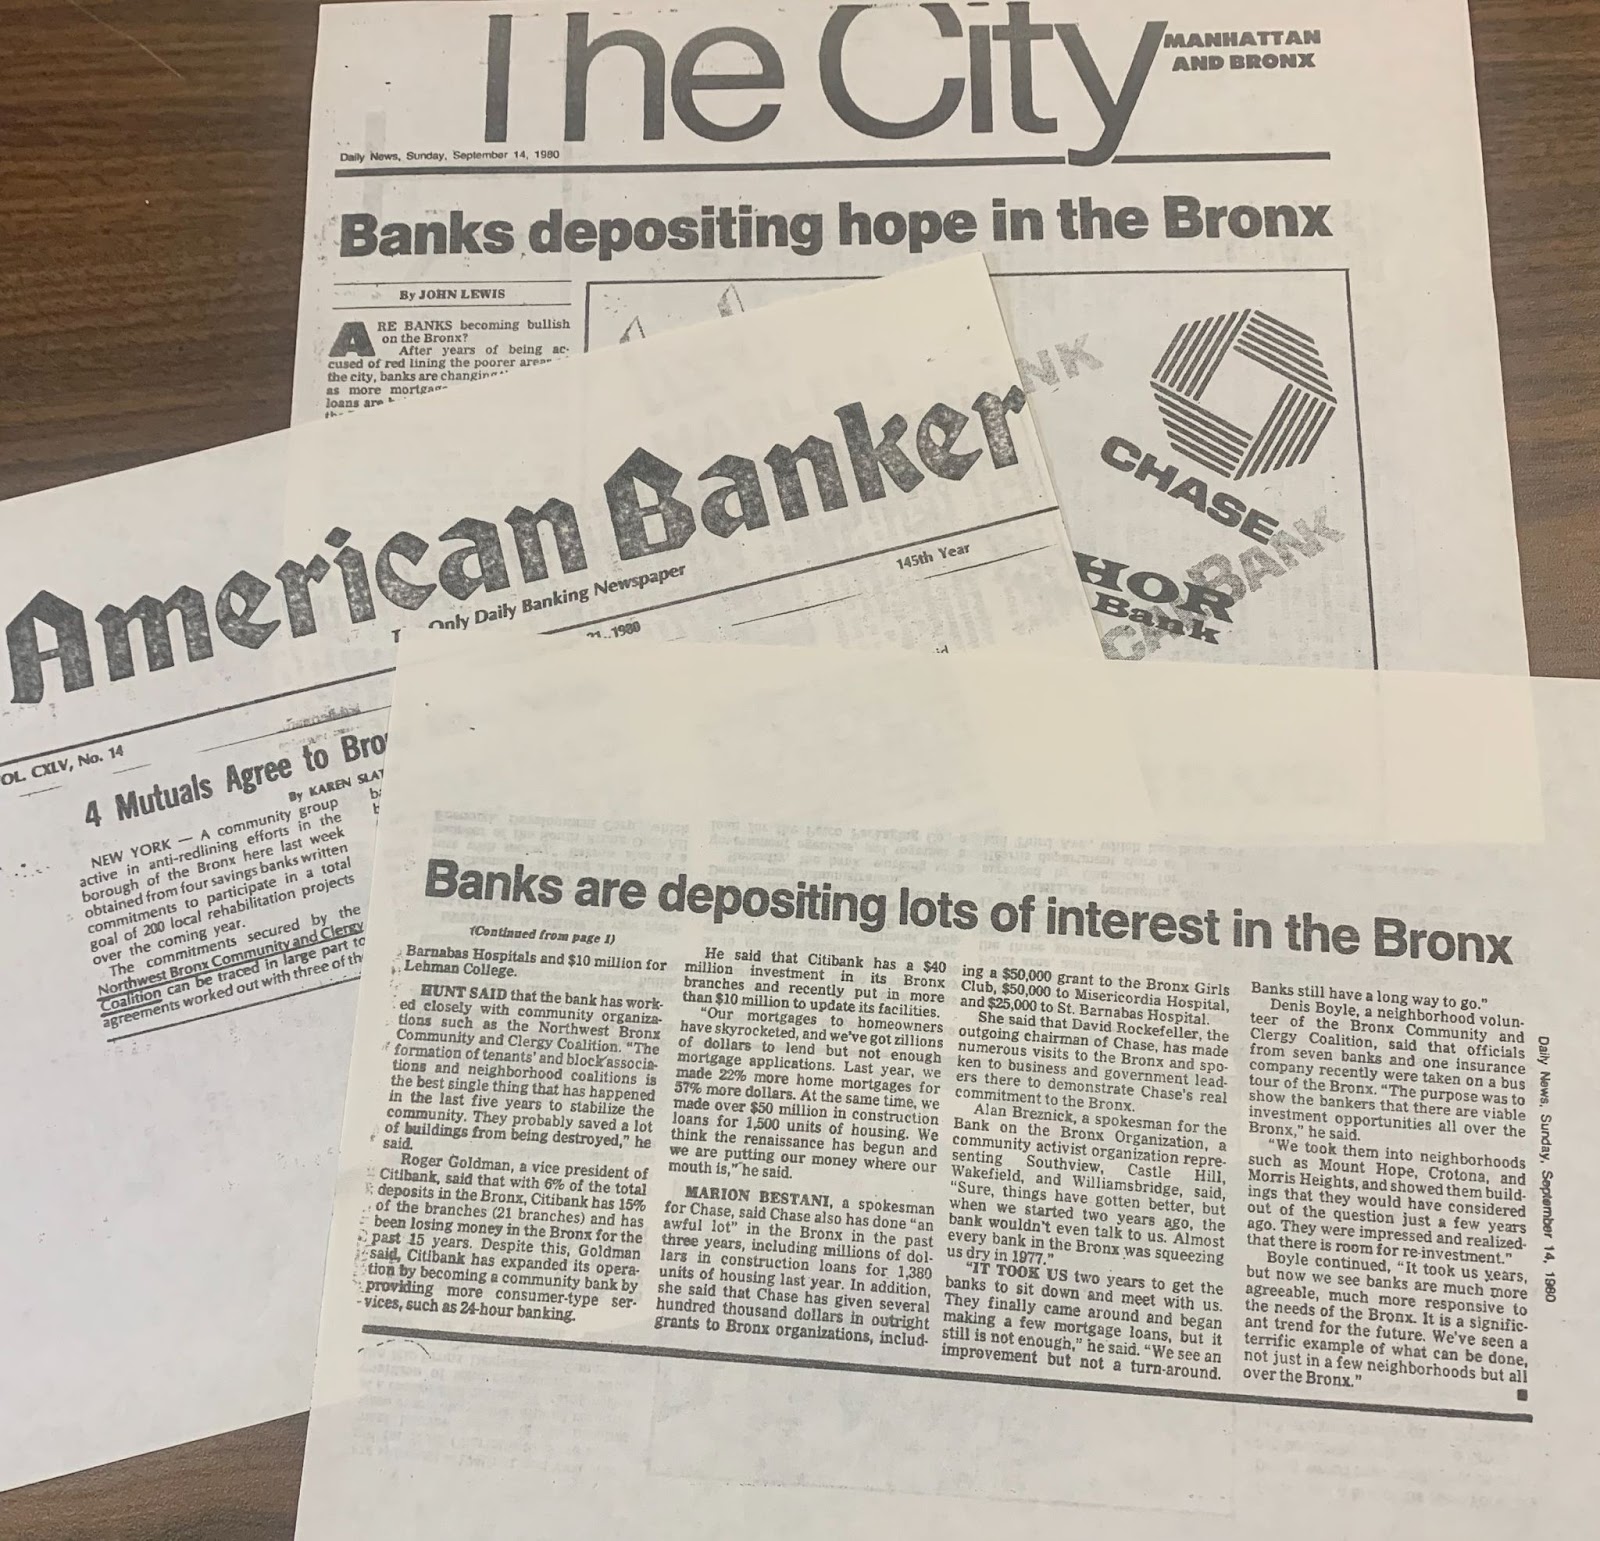 The City
MANHATTAN
AND BRONX
Daily News, Sunday, September 14, 1980
Banks depositing hope in the Bronx
By JOHN LEWIS
ARE BANKS becoming bullish
on the Bronx?
After years of being ac-
cused of red lining the poorer
the city, banks are
as more
loans are
NK
CHASE
HOR
Bank
BANK
American Banker
Only Daily Banking Newspaper
145th Year
21, 1980
OL. CXLV, No. 14
4 Mutuals Agree to
By KAREN
NEW YORK — A community group
active in anti-redlining efforts in the
borough of the Bronx here last week
obtained from four savings banks written
commitments to participate in a total
goal of 200 local rehabilitation projects
over the coming year.
The commitments secured by the
Northwest Bronx Community and Clergy
Coalition can be traced in large part to
agreements worked out with three of
Banks are depositing lots of interest in the Bronx
(Continued from page 1)
Barnabas Hospitals and $10 million for
Lehman College.
HUNT SAID that the bank has work-
ed closely with community organiza-
tions such as the Northwest Bronx
Community and Clergy Coalition. "The
formation of tenants' and block associa-
tions and neighborhood coalitions is
the best single thing that has happened
in the last five years to stabilize the
community. They probably saved a lot
of buildings from being destroyed," he
said.
Roger Goldman, a vice president of
Citibank, said that with 6% of the total
deposits in the Bronx, Citibank has 15%
of the branches (21 branches) and has
been losing money in the Bronx for the
past 15 years. Despite this, Goldman
said, Citibank has expanded its opera-
tion by becoming a community bank by
providing more consumer-type ser-
vices, such as 24-hour banking.
He said that Citibank has a $40
million investment in its Bronx
branches and recently put in more
than $10 million to update its facilities.
"Our mortgages to homeowners
have skyrocketed, and we've got zillions
of dollars to lend but not enough
mortgage applications. Last year, we
made 22% more home mortgages for
57% more dollars. At the same time, we
made over $50 million in construction
loans for 1,500 units of housing. We
think the renaissance has begun and
we are putting our money where our
mouth is," he said.
MARION BESTANI, a spokesman
for Chase, said Chase also has done "an
awful lot" in the Bronx in the past
three years, including millions of dol-
lars in construction loans for 1,380
units of housing last year. In addition,
she said that Chase has given several
hundred thousand dollars in outright
grants to Bronx organizations, includ-
ing a $50,000 grant to the Bronx Girls
Club, $50,000 to Misericordia Hospital,
and $25,000 to St. Barnabas Hospital.
She said that David Rockefeller, the
outgoing chairman of Chase, has made
numerous visits to the Bronx and spo-
ken to business and government lead-
ers there to demonstrate Chase's real
commitment to the Bronx.
Alan Breznick, a spokesman for the
Bank on the Bronx Organization, a
community activist organization repre-
senting Southview, Castle Hill,
Wakefield, and Williamsbridge, said,
"Sure, things have gotten better, but
when we started two years ago, the
bank wouldn't even talk to us. Almost
every bank in the Bronx was squeezing
us dry in 1977."
"IT TOOK US two years to get the
banks to sit down and meet with us.
They finally came around and began
making a few mortgage loans, but it
still is not enough," he said. "We see an
improvement but not a turn-around.
Banks still have a long way to go."
Denis Boyle, a neighborhood volun-
teer of the Bronx Community and
Clergy Coalition, said that officials
from seven banks and one insurance
company recently were taken on a bus
tour of the Bronx. "The purpose was to
show the bankers that there are viable
investment opportunities all over the
Bronx," he said.
"We took them into neighborhoods
such as Mount Hope, Crotona, and
Morris Heights, and showed them build-
ings that they would have considered
out of the question just a few years
ago. They were impressed and realized
that there is room for re-investment."
Boyle continued, "It took us years,
but now we see banks are much more
agreeable, much more responsive to
the needs of the Bronx. It is a signific-
ant trend for the future. We've seen a
terrific example of what can be done,
not just in a few neighborhoods but all
over the Bronx."
Daily News, Sunday, September 14, 1980